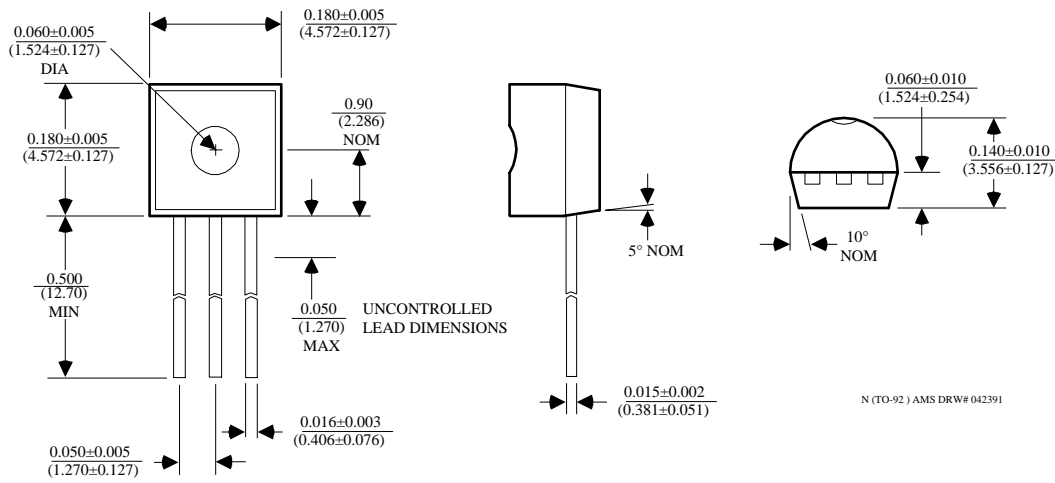 0.060±0.005
(1.524±0.127)
DIA
0.180±0.005
(4.572±0.127)
0.180±0.005
(4.572±0.127)
0.90
(2.286)
NOM
0.500
(12.70)
MIN
0.050
(1.270)
MAX
UNCONTROLLED
LEAD DIMENSIONS
0.016±0.003
(0.406±0.076)
0.050±0.005
(1.270±0.127)
5° NOM
0.015±0.002
(0.381±0.051)
0.060±0.010
(1.524±0.254)
0.140±0.010
(3.556±0.127)
10°
NOM
N (TO-92 ) AMS DRW# 042391